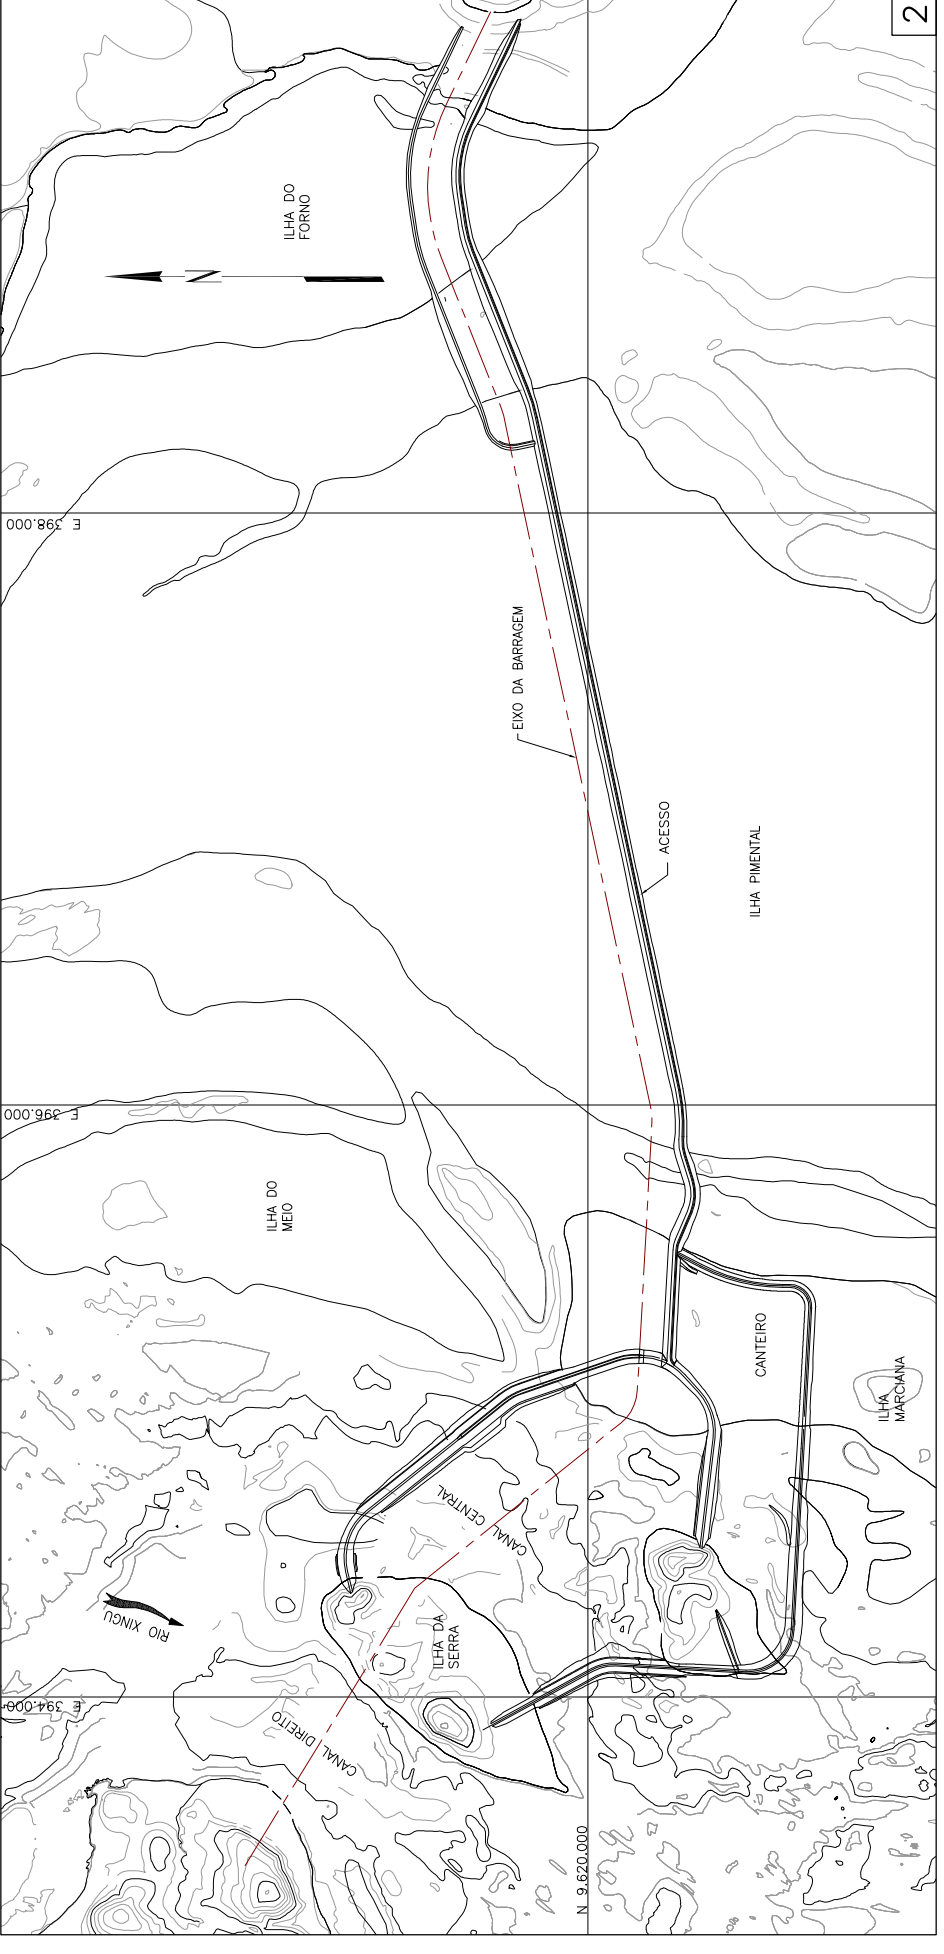 2
ILHA DO
FORNO
N
E 398.000
EIXO DA BARRAGEM
ACESSO
ILHA PIMENTAL
E 396.000
ILHA DO
MEIO
CANTEIRO
ILHA
MARCIANA
CANAL CENTRAL
RIO XINGU
ILHA DA
SERRA
E 394.000
CANAL DIREITO
N 9.620.000